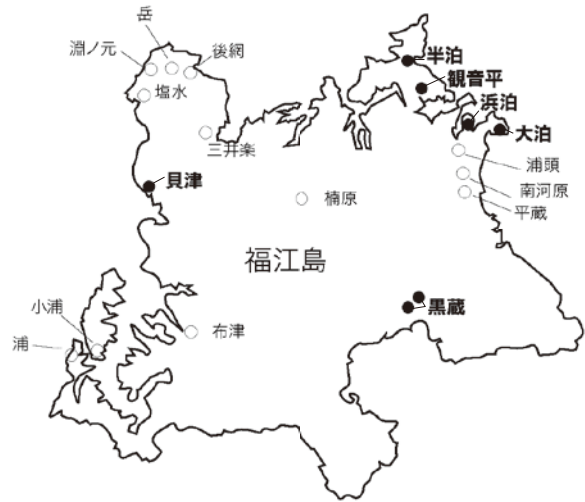 岳
淵ノ元
後網
塩水
三井楽
貝津
半泊
観音平
浜泊
大泊
浦頭
南河原
平蔵
楠原
福江島
黒蔵
小浦
浦
布津